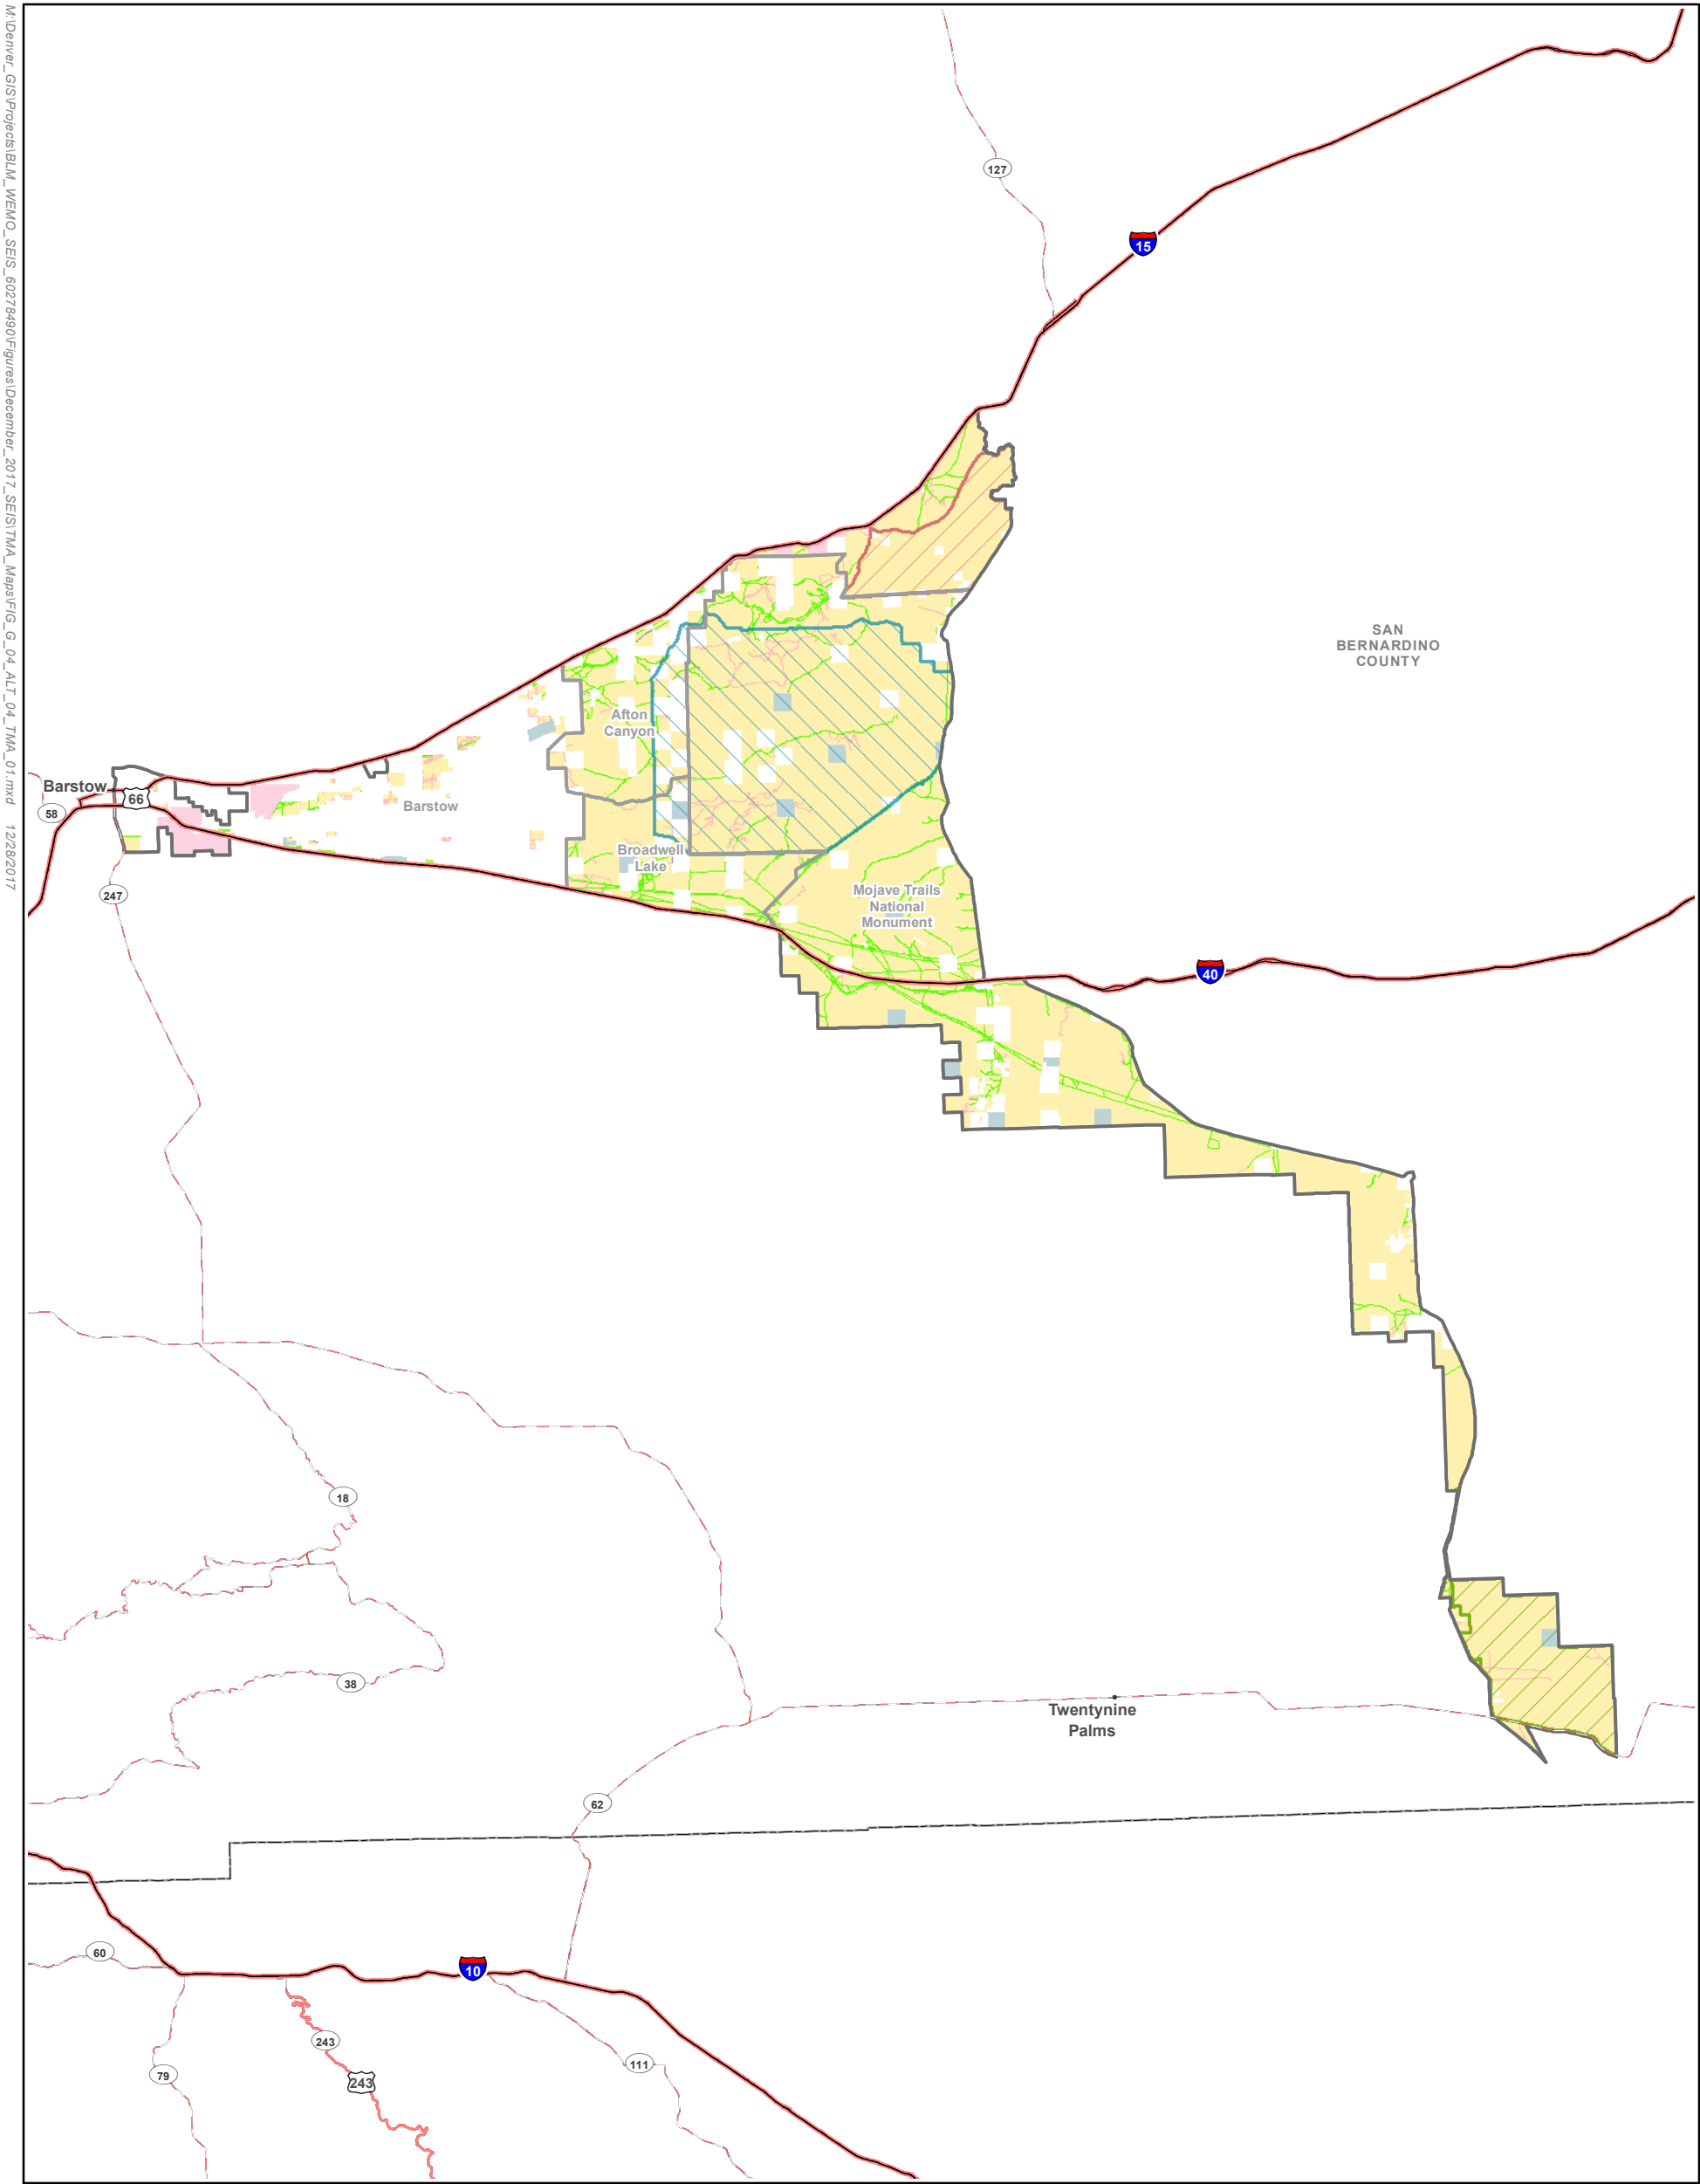 M:\Denver_GIS\Projects\BLM_WEMO_SEIS_60278490\Figures\December_2017_SEIS\TMA_Maps\FIG_G_04_ALT_04_TMA_01.mxd 12/28/2017
127
15
SAN
BERNARDINO
COUNTY
Afton
Canyon
Barstow
66
58
Barstow
Broadwell
Lake
247
Mojave Trails
National
Monument
40
18
38
Twentynine
Palms
62
60
10
243
243
79
111